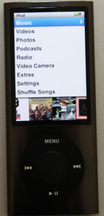 iPod
Music
Videos
Photos
Podcasts
Radio
Video Camera
Extras
Settings
Shuffle Songs
MENU